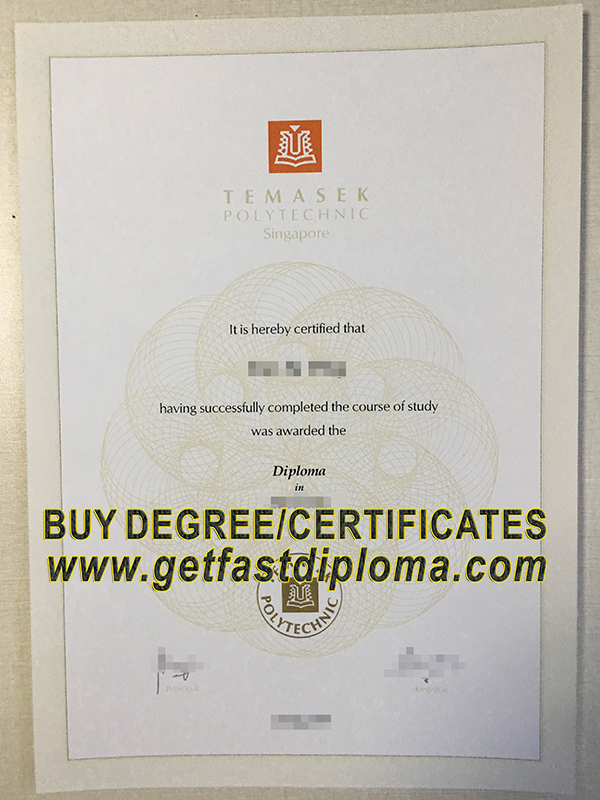 TEMASEK
POLYTECHNIC
Singapore
It is hereby certified that
having successfully completed the course of study
was awarded the
Diploma
in
BUY DEGREE/CERTIFICATES
www.getfastdiploma.com
POLYTECHNIC
Principal
Registrar